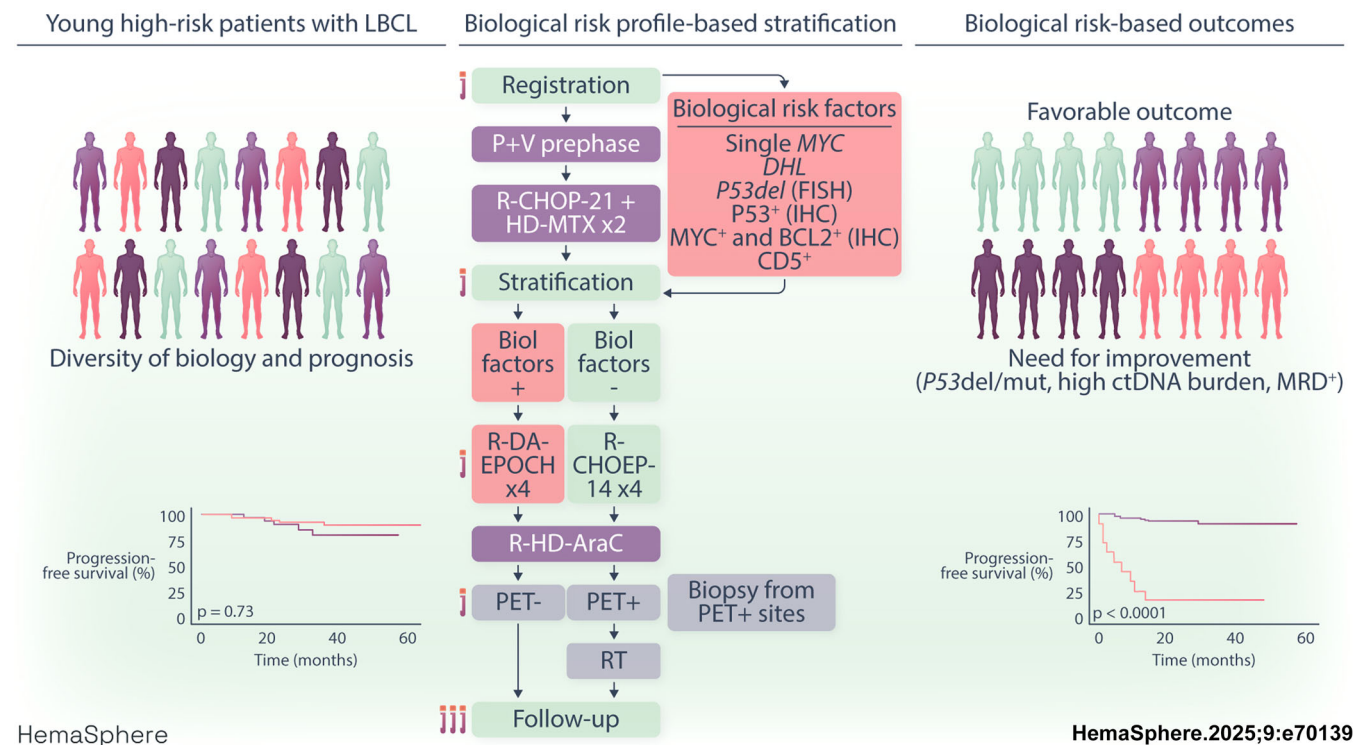 Young high-risk patients with LBCL
Diversity of biology and prognosis
100
75
50
25
0
Progression-
free survival (%)
p = 0.73
0 20 40 60
Time (months)
Biological risk profile-based stratification
Registration
P+V prephase
R-CHOP-21 +
HD-MTX x2
Stratification
Biological risk factors
Single MYC
DHL
P53del (FISH)
P53⁺ (IHC)
MYC⁺ and BCL2⁺ (IHC)
CD5⁺
Biol
factors
+
Biol
factors
-
R-DA-
EPOCH
x4
R-
CHOEP-
14 x4
R-HD-AraC
PET-
PET+
Biopsy from
PET+ sites
RT
Follow-up
Biological risk-based outcomes
Favorable outcome
Need for improvement
(P53del/mut, high ctDNA burden, MRD⁺)
100
75
50
25
0
Progression-
free survival (%)
p < 0.0001
0 20 40 60
Time (months)
HemaSphere
HemaSphere.2025;9:e70139